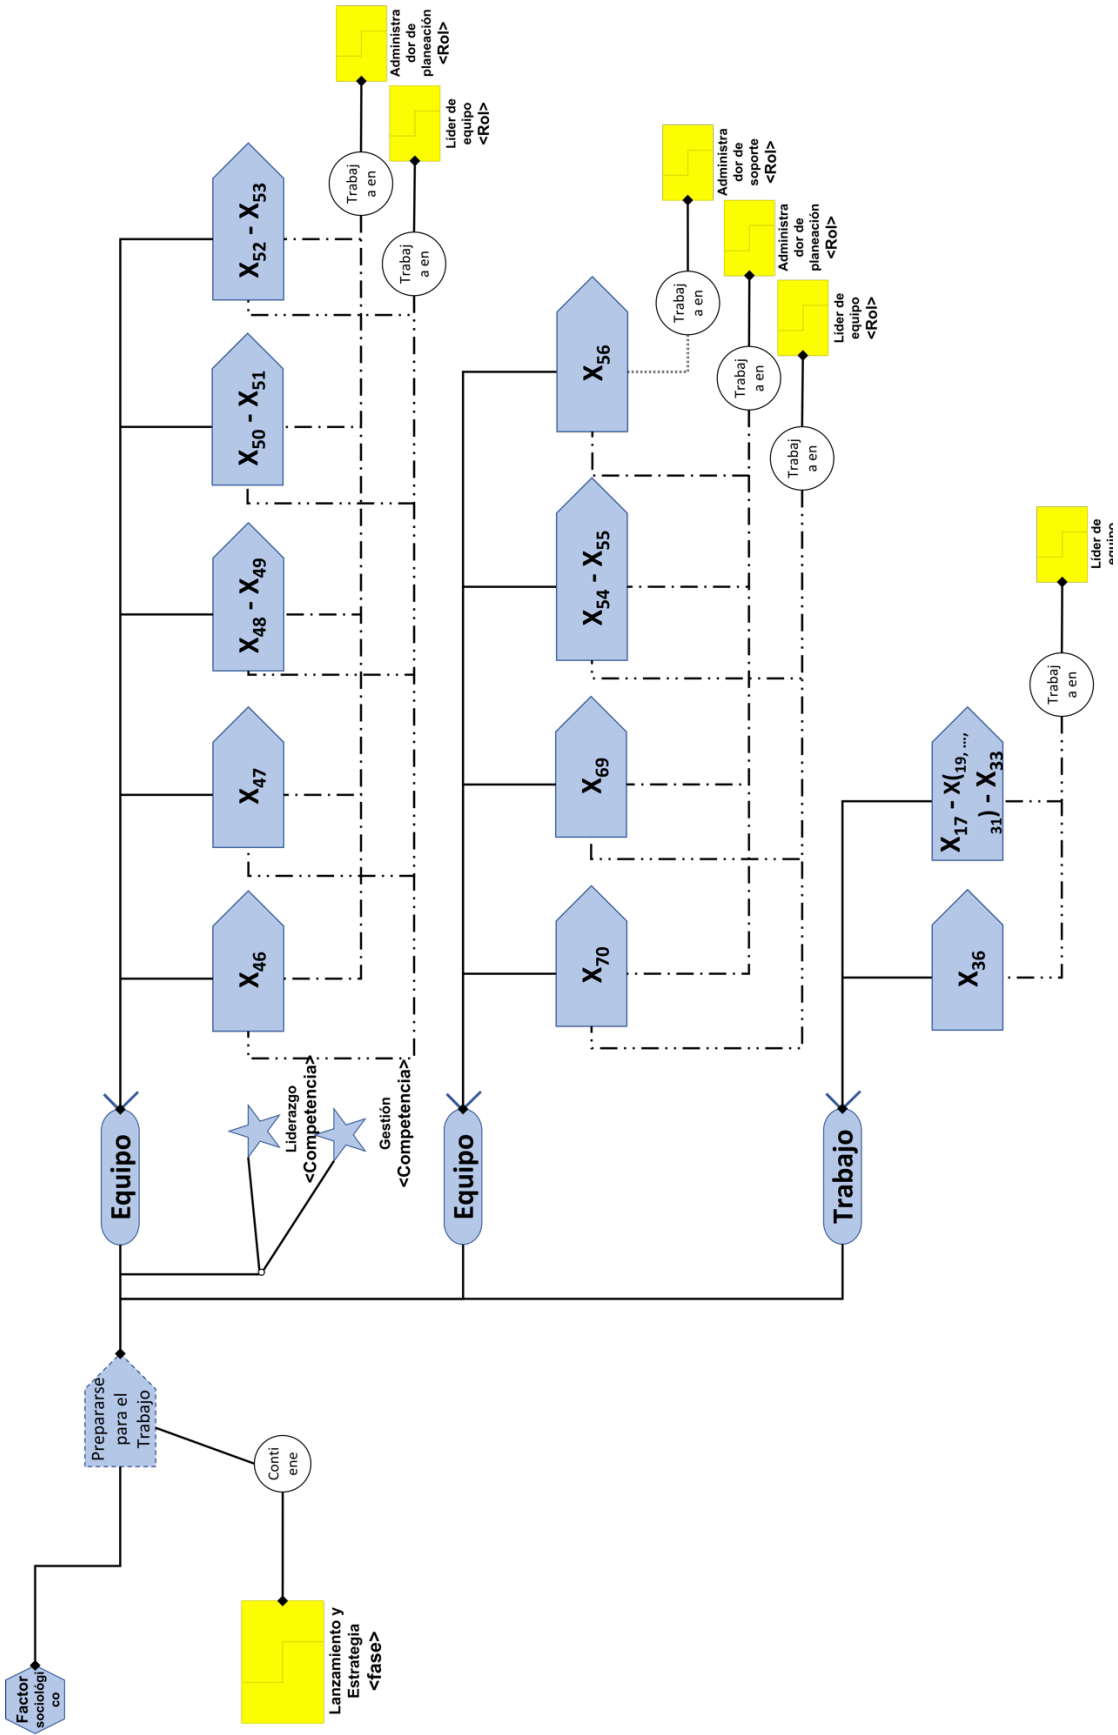 Factor
sociológi
co
Prepararse
para el
Trabajo
Conti
ene
Lanzamiento y
Estrategia
<fase>
Equipo
Liderazgo
<Competencia>
Gestión
<Competencia>
X46
X47
X48 - X49
X50 - X51
X52 - X53
Trabaj
a en
Administra
dor de
planeación
<Rol>
Trabaj
a en
Líder de
equipo
<Rol>
Equipo
X70
X69
X54 - X55
X56
Trabaj
a en
Administra
dor de
soporte
<Rol>
Trabaj
a en
Administra
dor de
planeación
<Rol>
Trabaj
a en
Líder de
equipo
<Rol>
Trabajo
X36
X17 - X(19, ...,
31) - X33
Trabaj
a en
Líder de
equipo